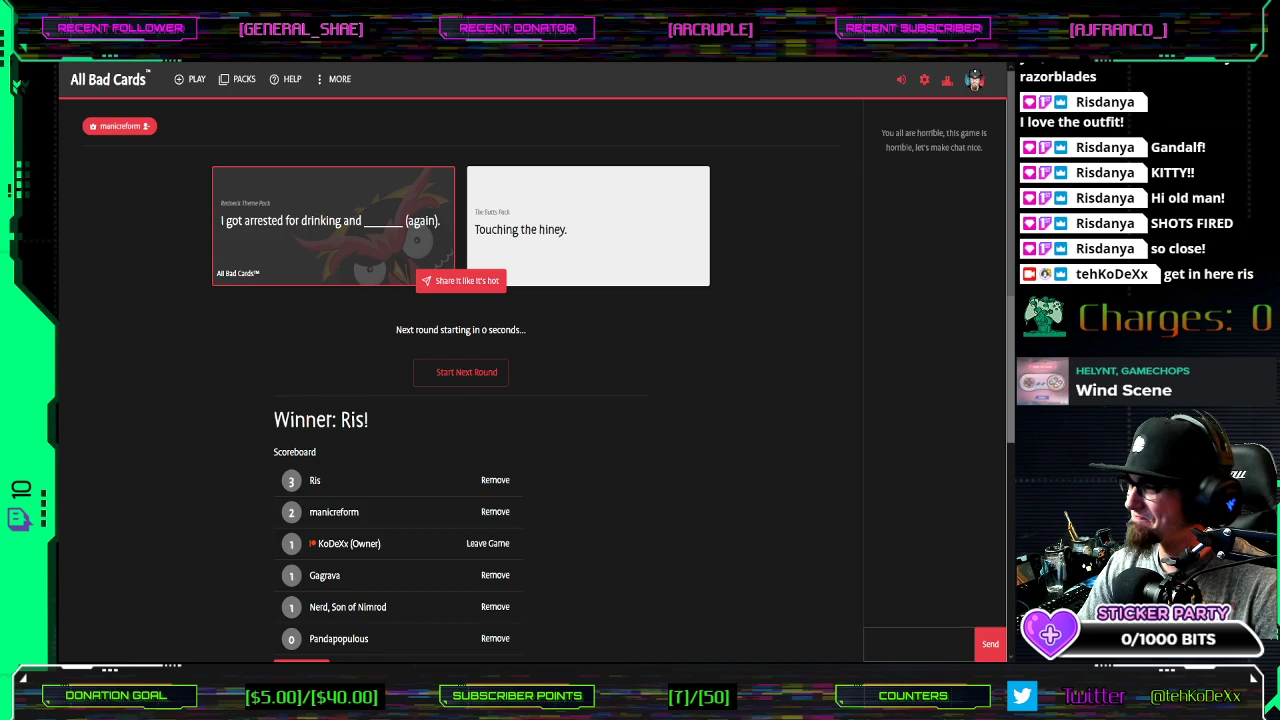 RECENT FOLLOWER
[GENERAL_SHAE]
RECENT DONATOR
[ARCRUPLE]
RECENT SUBSCRIBER
[AJFRANCO_]
All Bad Cards™
PLAY
PACKS
HELP
MORE
manicreform
Redneck Theme Pack
I got arrested for drinking and ______ (again).
All Bad Cards™
The Butts Pack
Touching the hiney.
Share it like it's hot
Next round starting in 0 seconds...
Start Next Round
Winner: Ris!
Scoreboard
3 Ris Remove
2 manicreform Remove
1 KoDeXx (Owner) Leave Game
1 Gagrava Remove
1 Nerd, Son of Nimrod Remove
0 Pandapopulous Remove
You all are horrible, this game is
horrible, let's make chat nice.
Send
razorblades
Risdanya
I love the outfit!
Risdanya Gandalf!
Risdanya KITTY!!
Risdanya Hi old man!
Risdanya SHOTS FIRED
Risdanya so close!
tehKoDeXx get in here ris
Charges: 0
HELYNT, GAMECHOPS
Wind Scene
STICKER PARTY
0/1000 BITS
10
DONATION GOAL
[$5.00]/[$40.00]
SUBSCRIBER POINTS
[7]/[50]
COUNTERS
Twitter
@tehKoDeXx